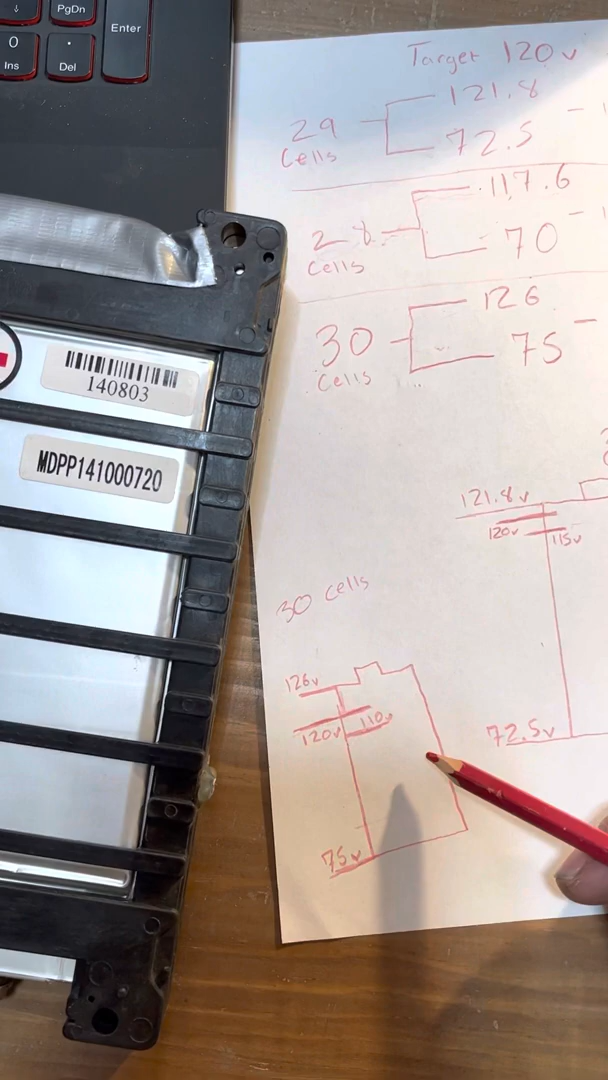 PgDn
Enter
0
Ins
.
Del
Target 120v
29
Cells
121.8
72.5
28
Cells
117.6
70
30
Cells
126
75
140803
MDPP141000720
121.8v
120v
115v
72.5v
30 cells
126v
120v
110v
75v